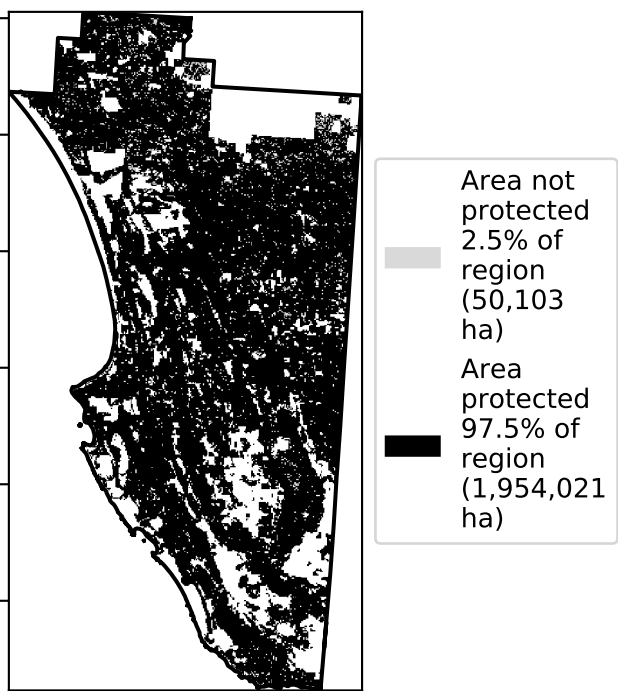 Area not
protected
2.5% of
region
(50,103
ha)
Area
protected
97.5% of
region
(1,954,021
ha)